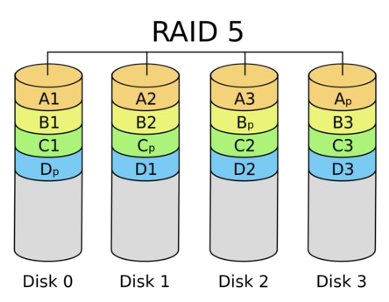 RAID 5
A1 A2 A3 Ap
B1 B2 Bp B3
C1 Cp C2 C3
Dp D1 D2 D3
Disk 0 Disk 1 Disk 2 Disk 3